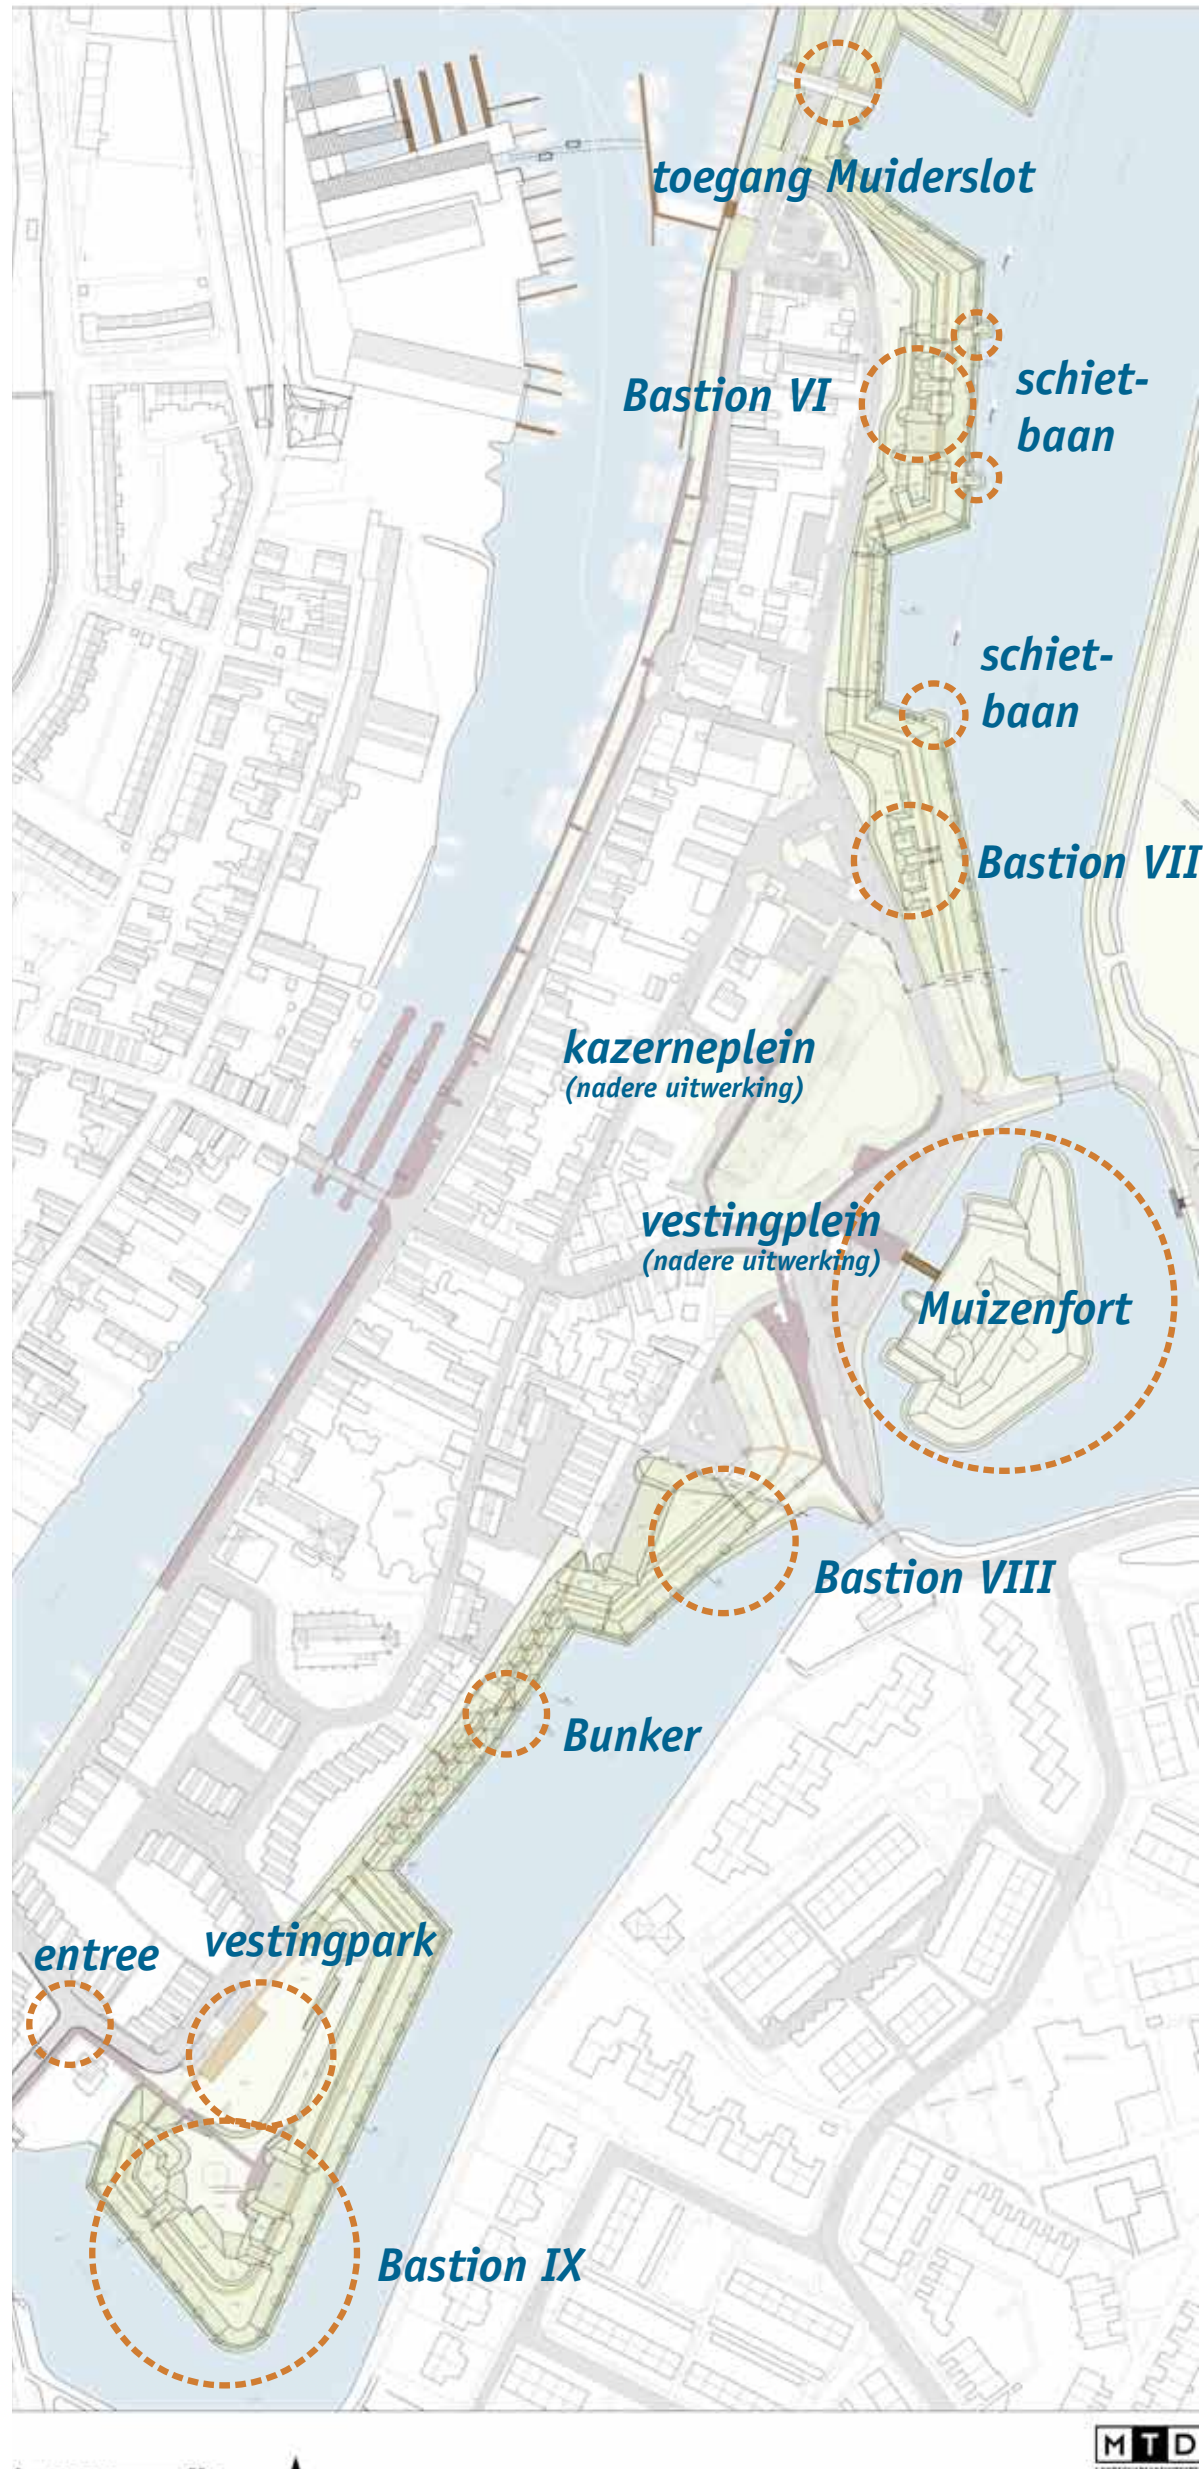 toegang Muiderslot
Bastion VI
schiet-
baan
schiet-
baan
Bastion VII
kazerneplein
(nadere uitwerking)
vestingplein
(nadere uitwerking)
Muizenfort
Bastion VIII
Bunker
entree
vestingpark
Bastion IX
MTD